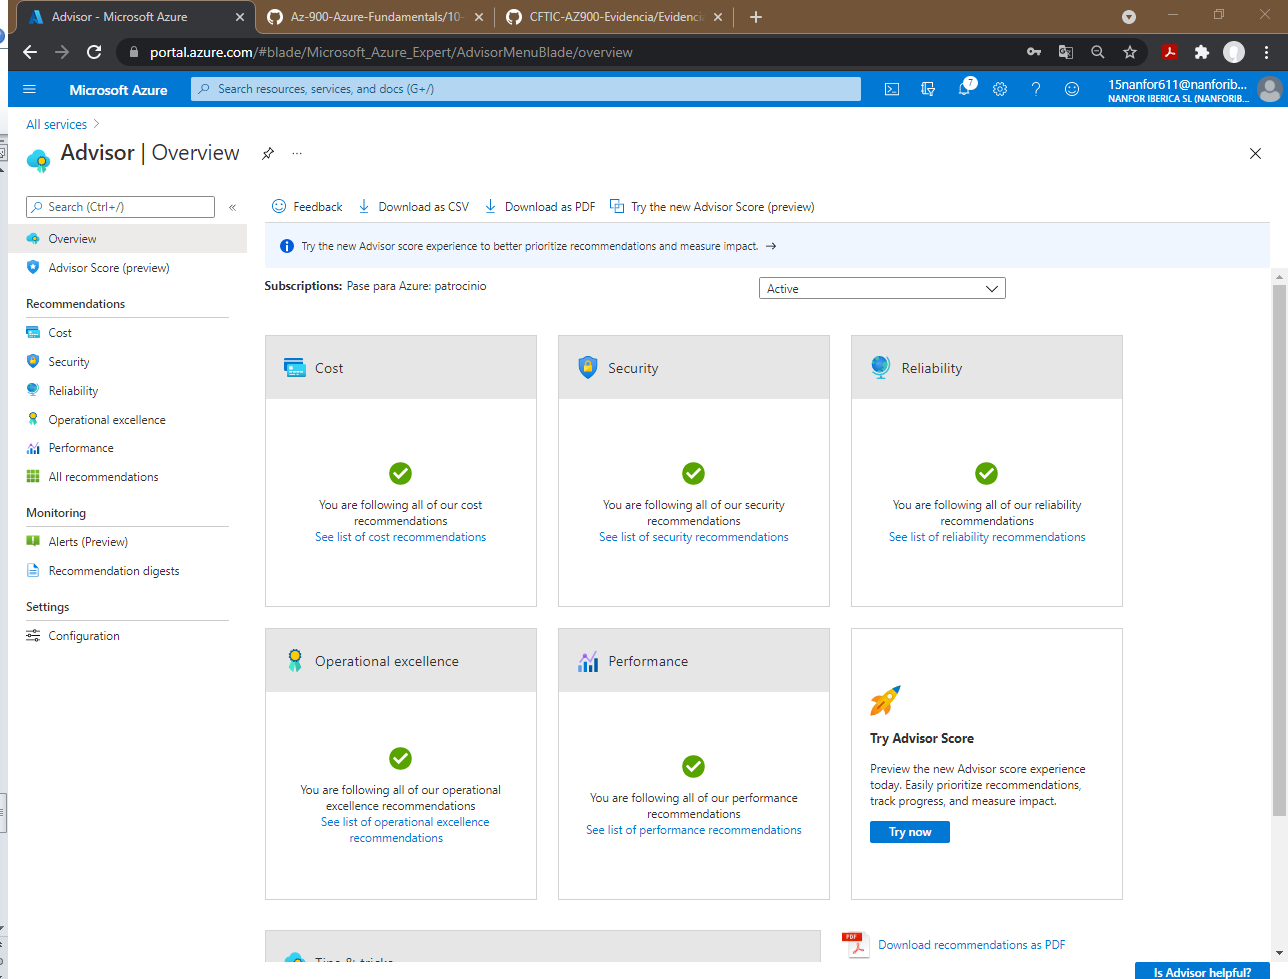 Advisor - Microsoft Azure
Az-900-Azure-Fundamentals/10-
CFTIC-AZ900-Evidencia/Evidenci
portal.azure.com/#blade/Microsoft_Azure_Expert/AdvisorMenuBlade/overview
Microsoft Azure
Search resources, services, and docs (G+/)
7
15nanfor611@nanforib...
NANFOR IBERICA SL (NANFORIB...
All services
Advisor | Overview
Search (Ctrl+/)
Feedback
Download as CSV
Download as PDF
Try the new Advisor Score (preview)
Overview
Advisor Score (preview)
Recommendations
Cost
Security
Reliability
Operational excellence
Performance
All recommendations
Monitoring
Alerts (Preview)
Recommendation digests
Settings
Configuration
Try the new Advisor score experience to better prioritize recommendations and measure impact. →
Subscriptions: Pase para Azure: patrocinio
Active
Cost
You are following all of our cost
recommendations
See list of cost recommendations
Security
You are following all of our security
recommendations
See list of security recommendations
Reliability
You are following all of our reliability
recommendations
See list of reliability recommendations
Operational excellence
You are following all of our operational
excellence recommendations
See list of operational excellence
recommendations
Performance
You are following all of our performance
recommendations
See list of performance recommendations
Try Advisor Score
Preview the new Advisor score experience
today. Easily prioritize recommendations,
track progress, and measure impact.
Try now
Tips & tricks
PDF
Download recommendations as PDF
Is Advisor helpful?